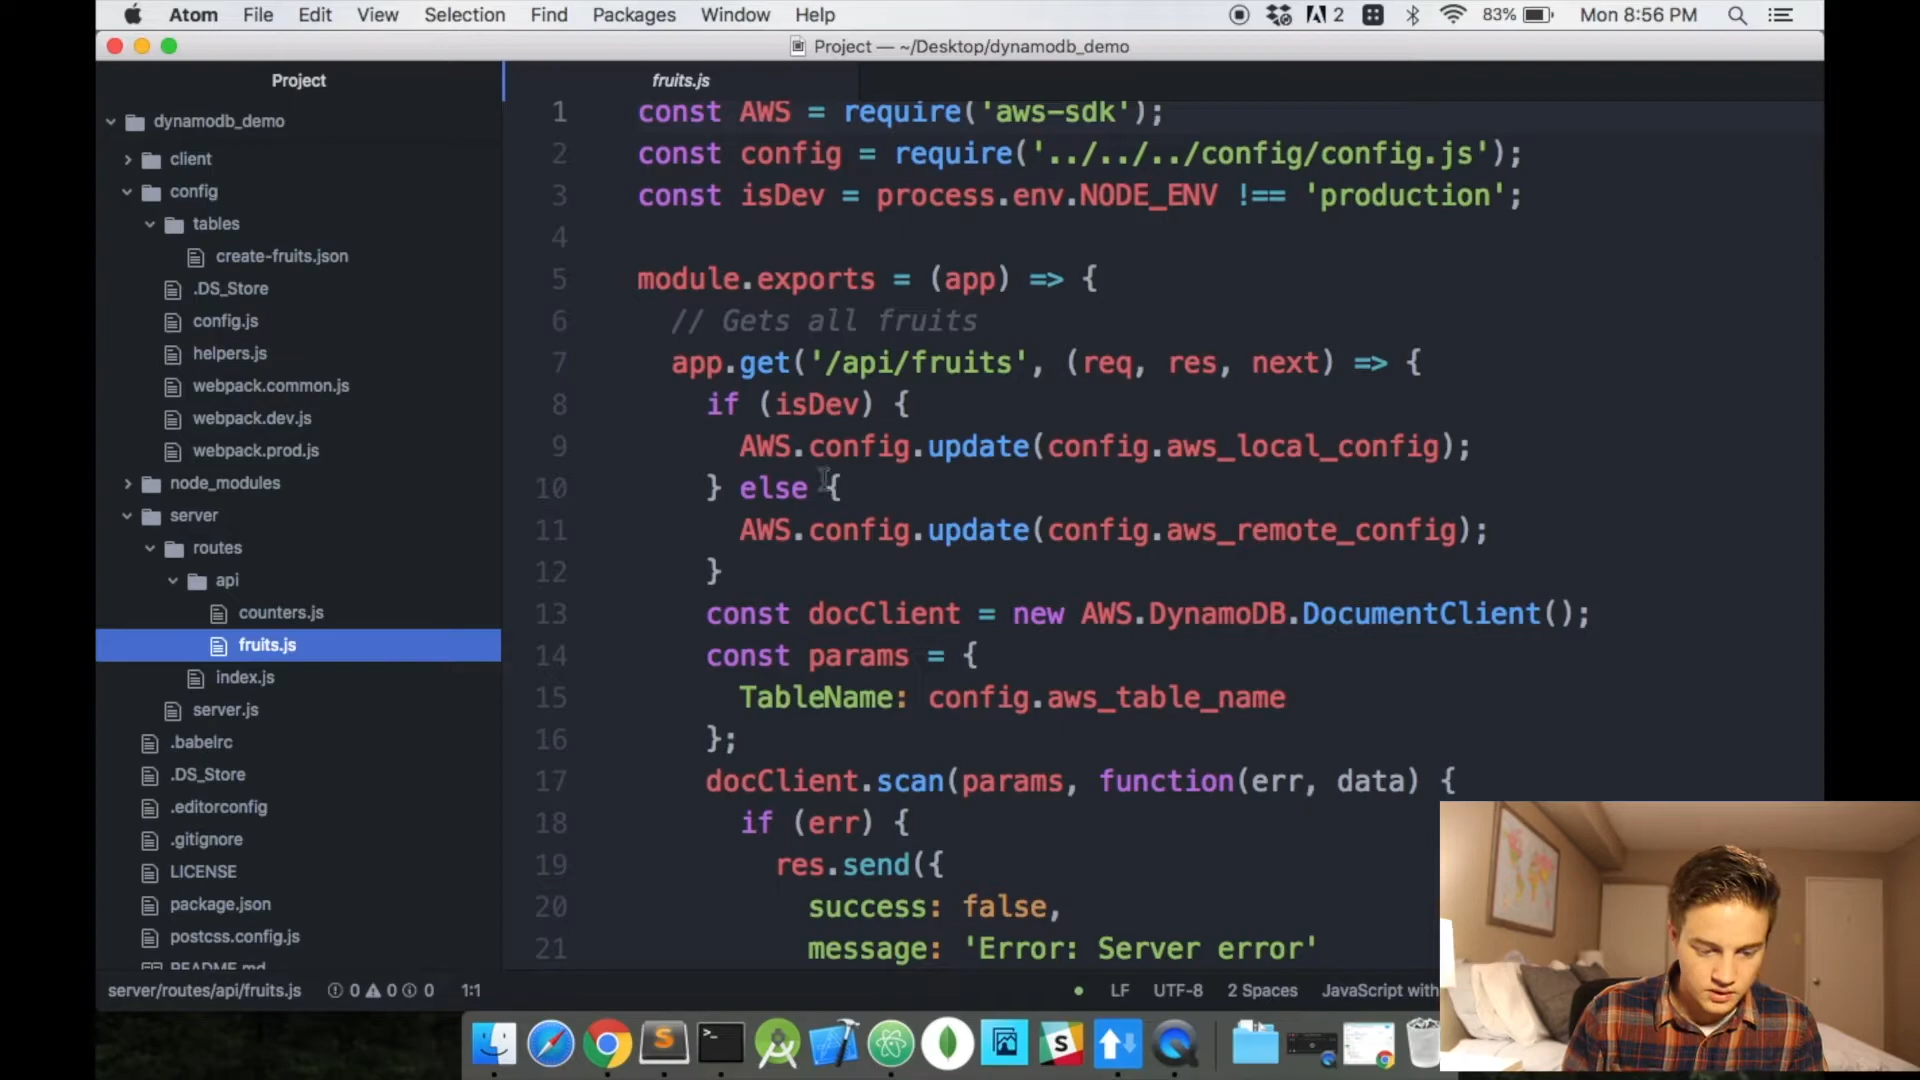 Atom File Edit View Selection Find Packages Window Help 2 83% Mon 8:56 PM
Project — ~/Desktop/dynamodb_demo
Project
dynamodb_demo
client
config
tables
create-fruits.json
.DS_Store
config.js
helpers.js
webpack.common.js
webpack.dev.js
webpack.prod.js
node_modules
server
routes
api
counters.js
fruits.js
index.js
server.js
.babelrc
.DS_Store
.editorconfig
.gitignore
LICENSE
package.json
postcss.config.js
README.md
fruits.js
1 const AWS = require('aws-sdk');
2 const config = require('../../../config/config.js');
3 const isDev = process.env.NODE_ENV !== 'production';
4
5 module.exports = (app) => {
6 // Gets all fruits
7 app.get('/api/fruits', (req, res, next) => {
8 if (isDev) {
9 AWS.config.update(config.aws_local_config);
10 } else {
11 AWS.config.update(config.aws_remote_config);
12 }
13 const docClient = new AWS.DynamoDB.DocumentClient();
14 const params = {
15 TableName: config.aws_table_name
16 };
17 docClient.scan(params, function(err, data) {
18 if (err) {
19 res.send({
20 success: false,
21 message: 'Error: Server error'
server/routes/api/fruits.js 0 0 0 1:1 LF UTF-8 2 Spaces JavaScript with